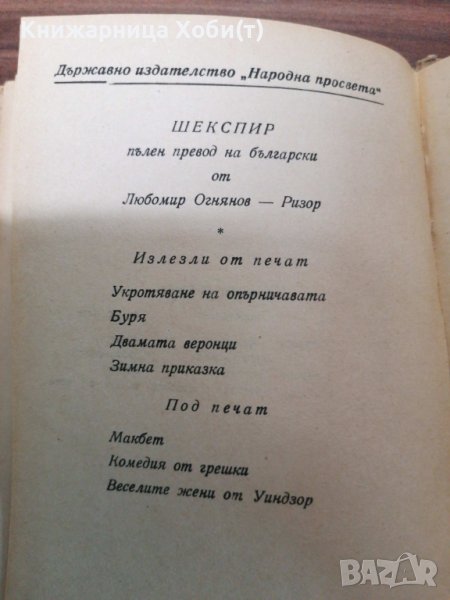 Книжарница Хоби(т)
Държавно издателство „Народна просвета“
ШЕКСПИР
пълен превод на български
от
Любомир Огнянов — Ризор
*
Излезли от печат
Укротяване на опърничавата
Буря
Двамата веронци
Зимна приказка
Под печат
Макбет
Комедия от грешки
Веселите жени от Уиндзор
BAZAR